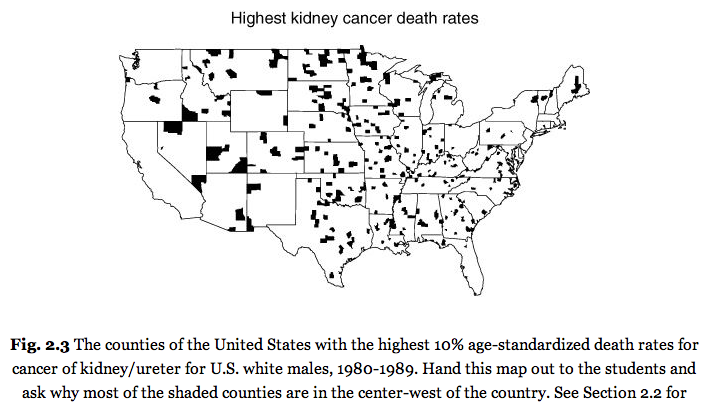 Highest kidney cancer death rates
Fig. 2.3 The counties of the United States with the highest 10% age-standardized death rates for
cancer of kidney/ureter for U.S. white males, 1980-1989. Hand this map out to the students and
ask why most of the shaded counties are in the center-west of the country. See Section 2.2 for